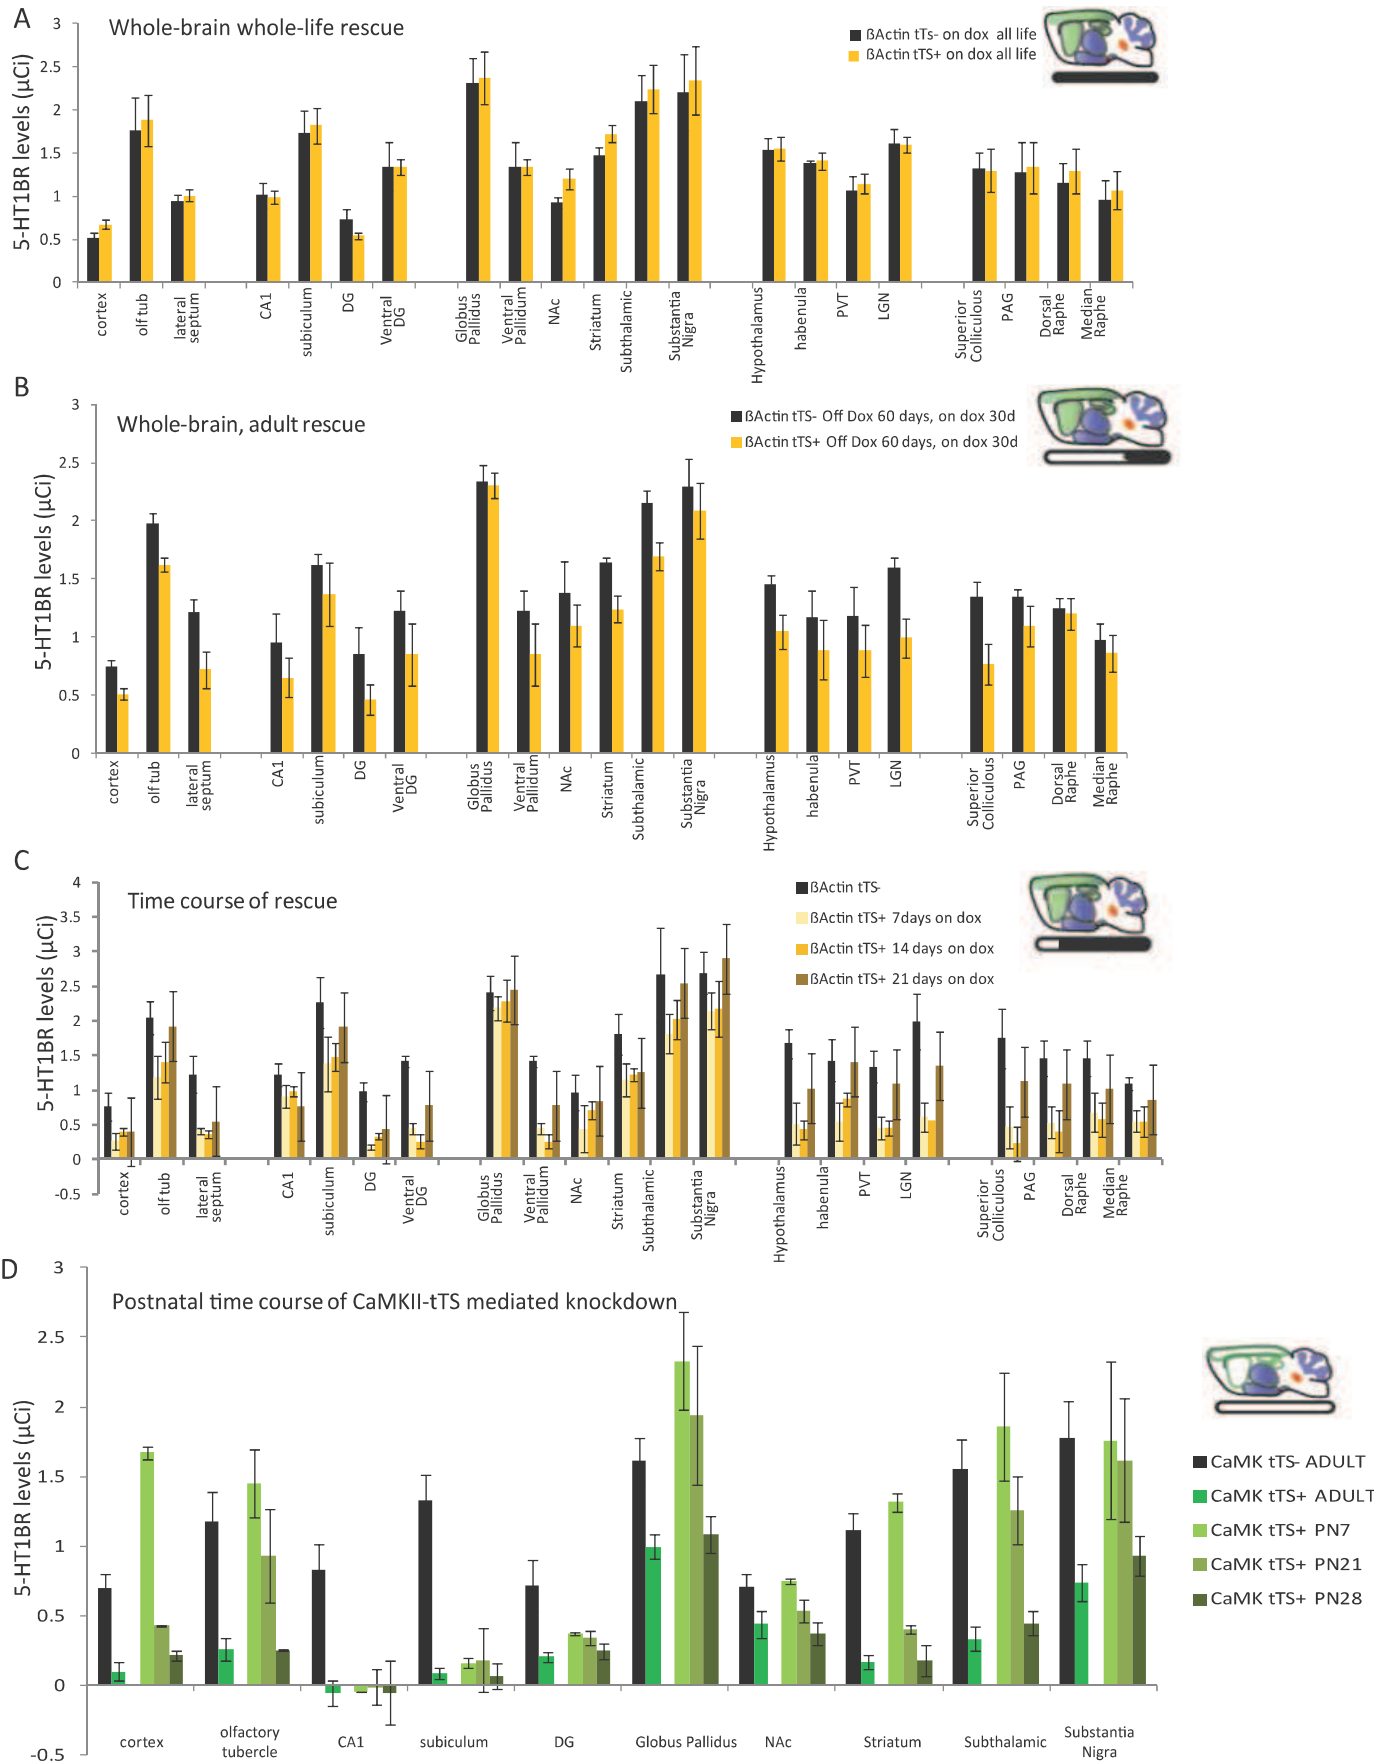 A
Whole-brain whole-life rescue
ßActin tTs- on dox all life
ßActin tTS+ on dox all life
5-HT1BR levels (µCi)
3
2.5
2
1.5
1
0.5
0
cortex
olf tub
lateral
septum
CA1
subiculum
DG
Ventral
DG
Globus
Pallidus
Ventral
Pallidum
NAc
Striatum
Subthalamic
Substantia
Nigra
Hypothalamus
habenula
PVT
LGN
Superior
Colliculous
PAG
Dorsal
Raphe
Median
Raphe
B
Whole-brain, adult rescue
ßActin tTS- Off Dox 60 days, on dox 30d
ßActin tTS+ Off Dox 60 days, on dox 30d
5-HT1BR levels (µCi)
3
2.5
2
1.5
1
0.5
0
cortex
olf tub
lateral
septum
CA1
subiculum
DG
Ventral
DG
Globus
Pallidus
Ventral
Pallidum
NAc
Striatum
Subthalamic
Substantia
Nigra
Hypothalamus
habenula
PVT
LGN
Superior
Colliculous
PAG
Dorsal
Raphe
Median
Raphe
C
Time course of rescue
ßActin tTS-
ßActin tTS+ 7days on dox
ßActin tTS+ 14 days on dox
ßActin tTS+ 21 days on dox
5-HT1BR levels (µCi)
4
3.5
3
2.5
2
1.5
1
0.5
0
-0.5
cortex
olf tub
lateral
septum
CA1
subiculum
DG
Ventral
DG
Globus
Pallidus
Ventral
Pallidum
NAc
Striatum
Subthalamic
Substantia
Nigra
Hypothalamus
habenula
PVT
LGN
Superior
Colliculous
PAG
Dorsal
Raphe
Median
Raphe
D
Postnatal time course of CaMKII-tTS mediated knockdown
5-HT1BR levels (µCi)
3
2.5
2
1.5
1
0.5
0
-0.5
CaMK tTS- ADULT
CaMK tTS+ ADULT
CaMK tTS+ PN7
CaMK tTS+ PN21
CaMK tTS+ PN28
cortex
olfactory
tubercle
CA1
subiculum
DG
Globus Pallidus
NAc
Striatum
Subthalamic
Substantia
Nigra